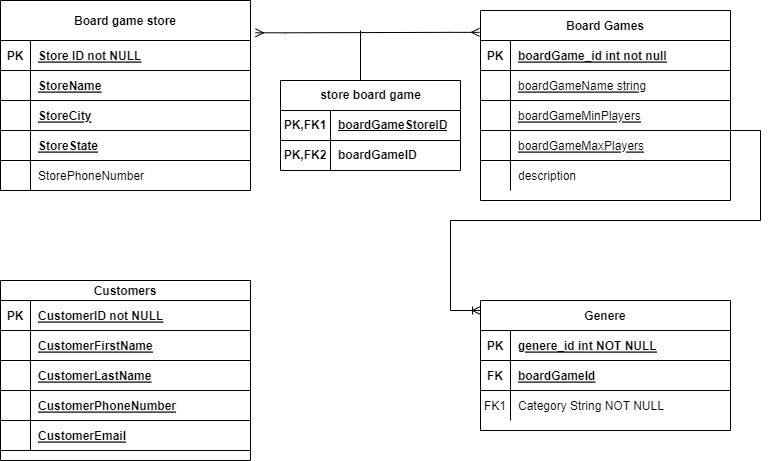 Board game store
PK Store ID not NULL
StoreName
StoreCity
StoreState
StorePhoneNumber
store board game
PK,FK1 boardGameStoreID
PK,FK2 boardGameID
Board Games
PK boardGame_id int not null
boardGameName string
boardGameMinPlayers
boardGameMaxPlayers
description
Customers
PK CustomerID not NULL
CustomerFirstName
CustomerLastName
CustomerPhoneNumber
CustomerEmail
Genere
PK genere_id int NOT NULL
FK boardGameId
FK1 Category String NOT NULL